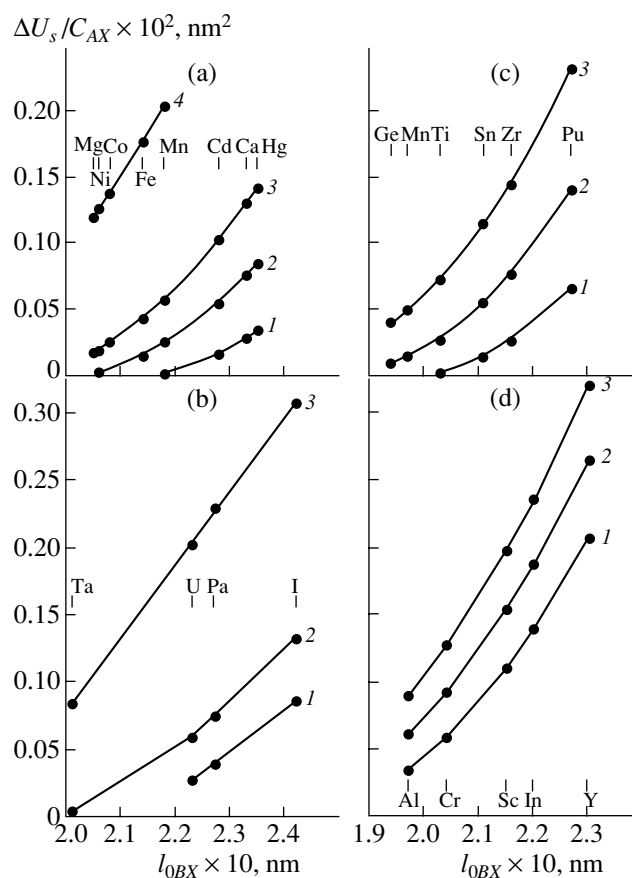 ΔU_s/C_AX × 10², nm²
(a)
0.20
4
Mg Co Mn Cd Ca Hg
Ni Fe
0.15
3
0.10
2
0.05
1
0
(c)
3
Ge Mn Ti Sn Zr Pu
2
1
(b)
0.30
3
0.25
0.20
Ta U Pa I
0.15
2
0.10
1
0.05
0
2.0 2.1 2.2 2.3 2.4
l_0BX × 10, nm
(d)
3
2
1
Al Cr Sc In Y
1.9 2.0 2.1 2.2 2.3
l_0BX × 10, nm